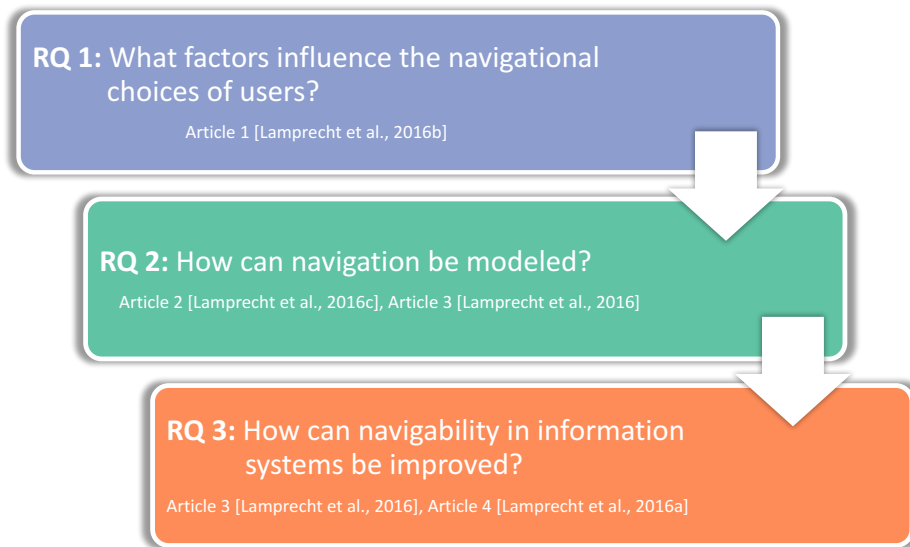 RQ 1: What factors influence the navigational
choices of users?
Article 1 [Lamprecht et al., 2016b]
RQ 2: How can navigation be modeled?
Article 2 [Lamprecht et al., 2016c], Article 3 [Lamprecht et al., 2016]
RQ 3: How can navigability in information
systems be improved?
Article 3 [Lamprecht et al., 2016], Article 4 [Lamprecht et al., 2016a]